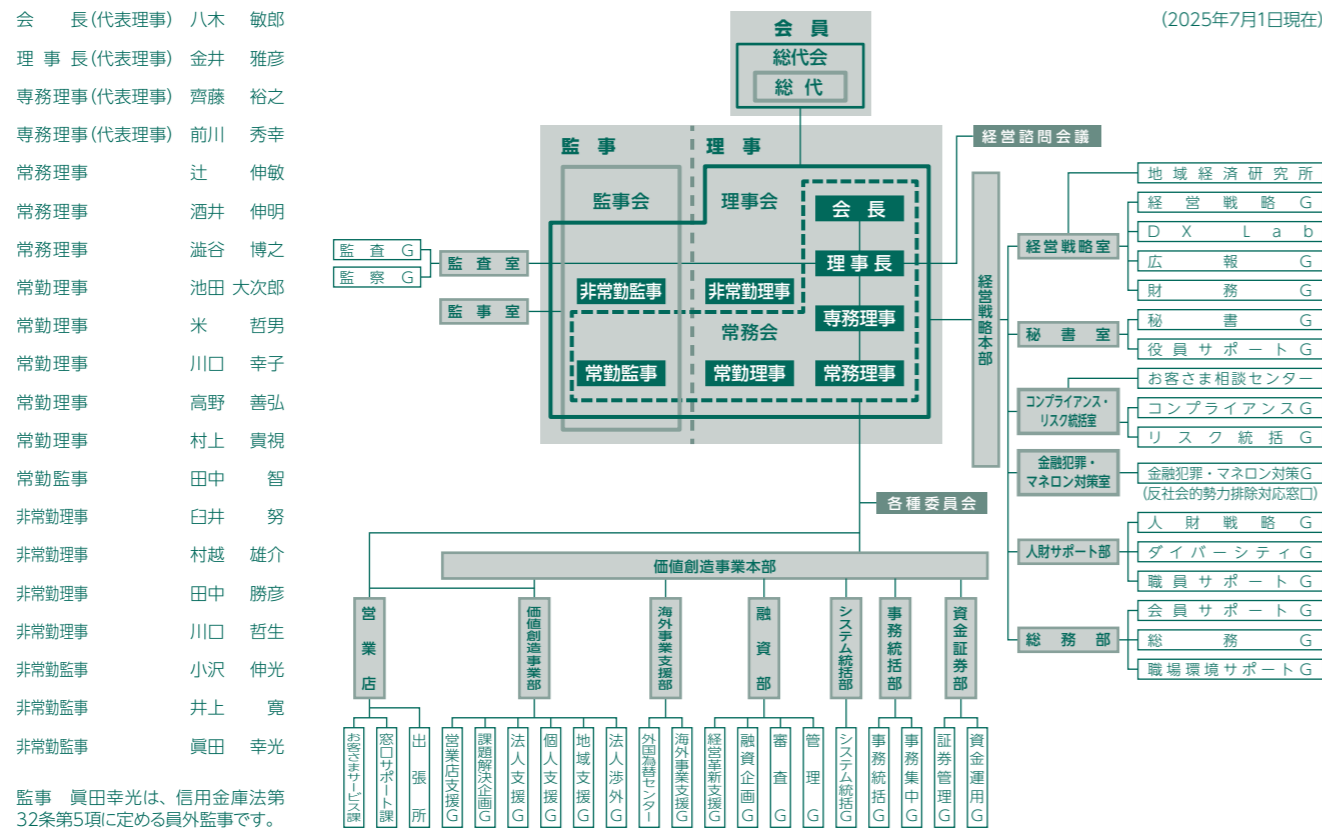 会　長(代表理事)　八木　敏郎
理 事 長(代表理事)　金井　雅彦
専務理事(代表理事)　齊藤　裕之
専務理事(代表理事)　前川　秀幸
常務理事　辻　伸敏
常務理事　酒井　伸明
常務理事　澁谷　博之
常勤理事　池田 大次郎
常勤理事　米　哲男
常勤理事　川口　幸子
常勤理事　高野　善弘
常勤理事　村上　貴視
常勤監事　田中　智
非常勤理事　臼井　努
非常勤理事　村越　雄介
非常勤理事　田中　勝彦
非常勤理事　川口　哲生
非常勤監事　小沢　伸光
非常勤監事　井上　寛
非常勤監事　眞田　幸光
監事　眞田幸光は、信用金庫法第
32条第5項に定める員外監事です。
(2025年7月1日現在)
会 員
総代会
総 代
監 事
理 事
監事会
理事会
会 長
理事長
専務理事
常務理事
非常勤監事
非常勤理事
常務会
常勤監事
常勤理事
監 査 G
監 察 G
監 査 室
監 事 室
経営諮問会議
各種委員会
経営戦略本部
経営戦略室
地域経済研究所
経営戦略G
DX Lab
広報G
財務G
秘 書 室
秘書G
役員サポートG
コンプライアンス・
リスク統括室
お客さま相談センター
コンプライアンスG
リスク統括G
金融犯罪・
マネロン対策室
金融犯罪・マネロン対策G
(反社会的勢力排除対応窓口)
人財サポート部
人財戦略G
ダイバーシティG
職員サポートG
総 務 部
会員サポートG
総務G
職場環境サポートG
価値創造事業本部
営業店
お客さまサービス課
窓口サポート課
出張所
価値創造事業部
営業店支援G
課題解決企画G
法人支援G
個人支援G
地域支援G
法人渉外G
海外事業支援部
外国為替センター
海外事業支援G
融資部
経営革新支援G
融資企画G
審査G
管理G
システム統括部
システム統括G
事務統括部
事務統括G
事務集中G
資金証券部
証券管理G
資金運用G